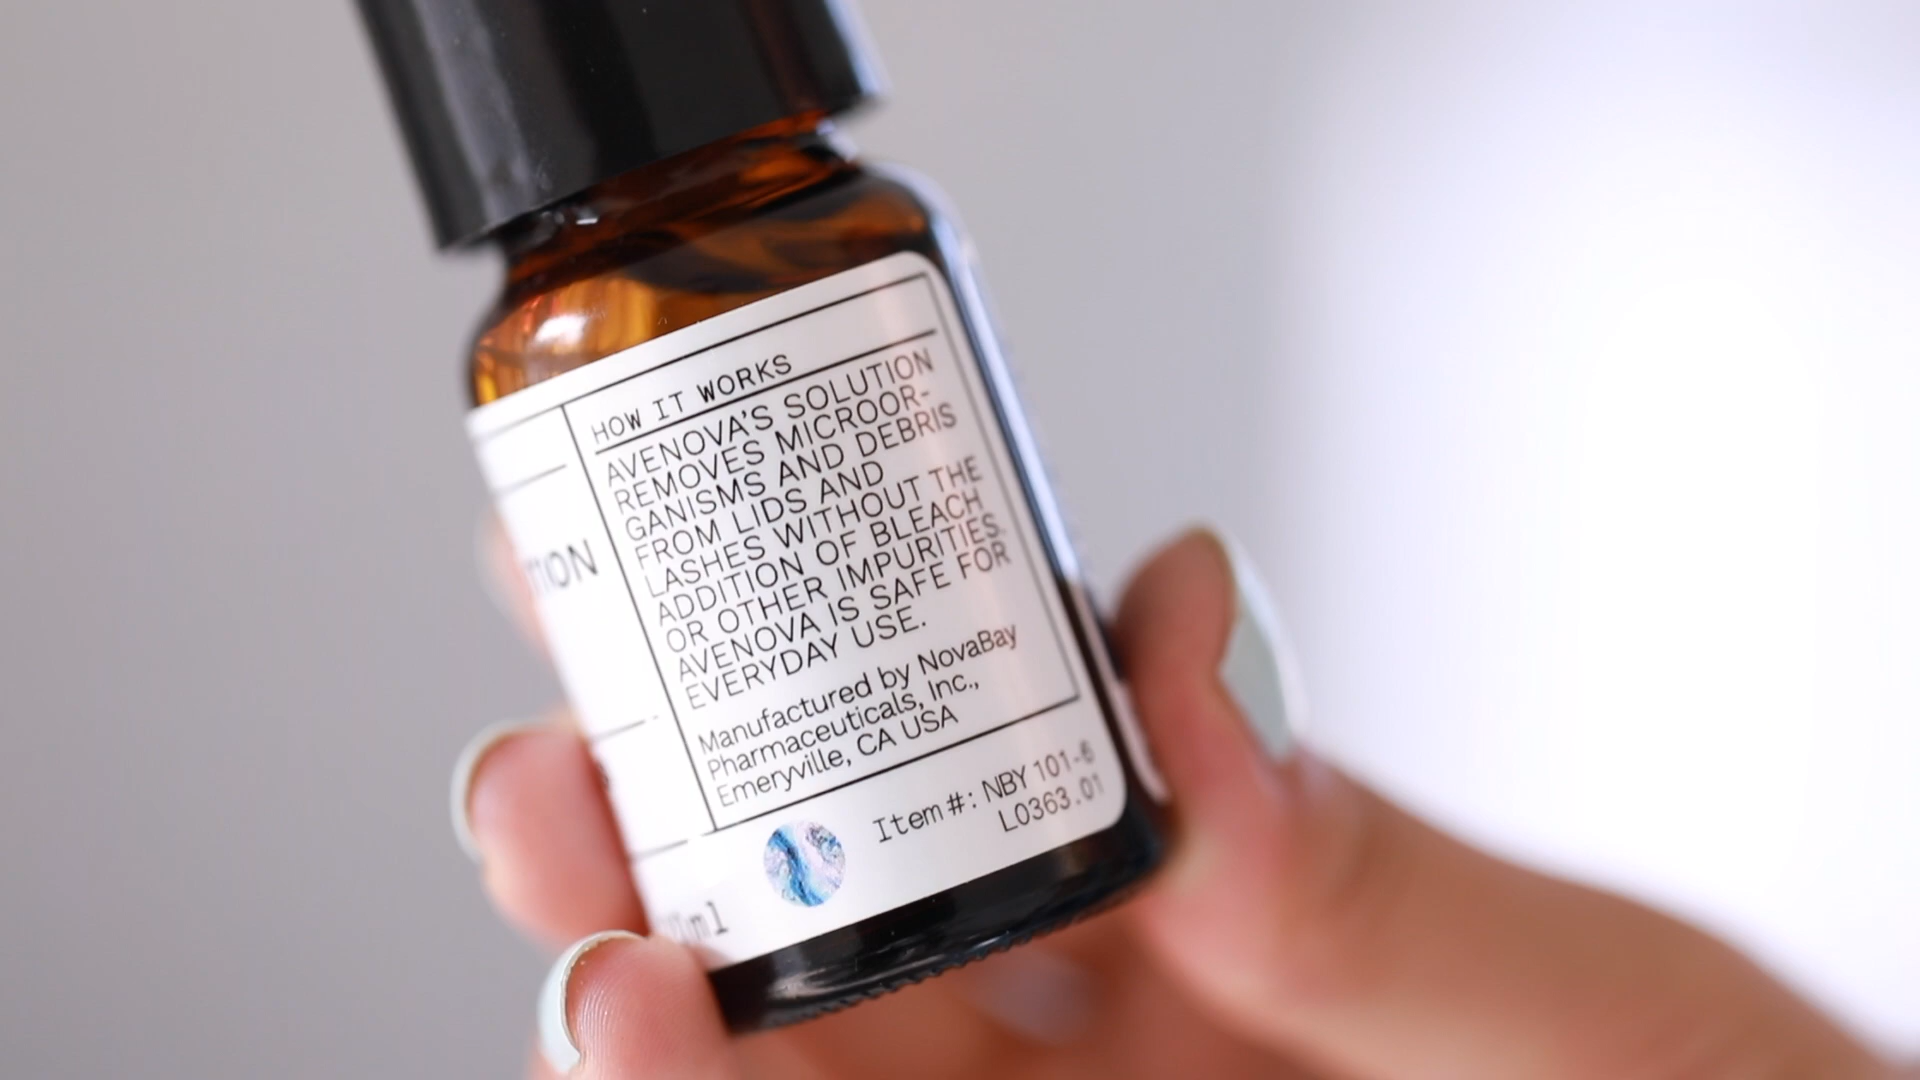 HOW IT WORKS
AVENOVA'S SOLUTION
REMOVES MICROOR-
GANISMS AND DEBRIS
FROM LIDS AND
LASHES WITHOUT THE
ADDITION OF BLEACH
OR OTHER IMPURITIES.
AVENOVA IS SAFE FOR
EVERYDAY USE.
Manufactured by NovaBay
Pharmaceuticals, Inc.,
Emeryville, CA USA
Item#: NBY 101-6
L0363.01